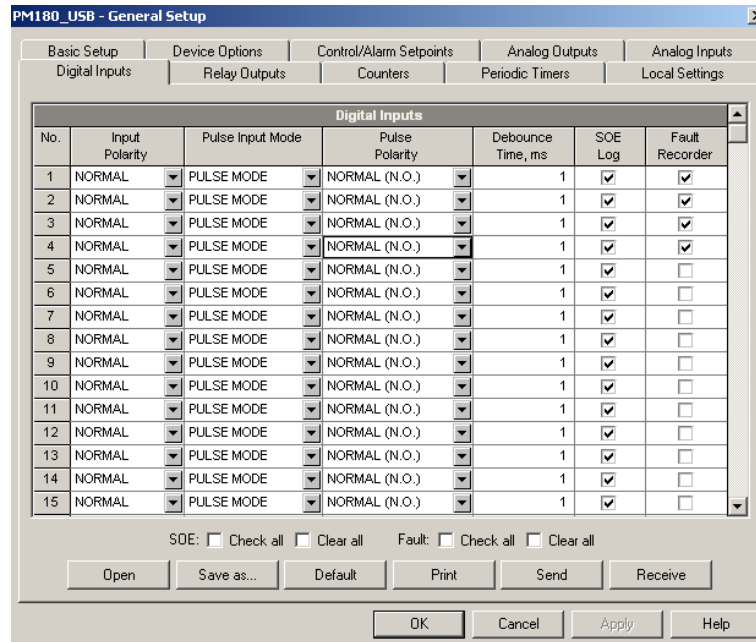 PM180_USB - General Setup
Basic Setup Device Options Control/Alarm Setpoints Analog Outputs Analog Inputs
Digital Inputs Relay Outputs Counters Periodic Timers Local Settings
Digital Inputs
No. Input Polarity Pulse Input Mode Pulse Polarity Debounce Time, ms SOE Log Fault Recorder
1 NORMAL PULSE MODE NORMAL (N.O.) 1
2 NORMAL PULSE MODE NORMAL (N.O.) 1
3 NORMAL PULSE MODE NORMAL (N.O.) 1
4 NORMAL PULSE MODE NORMAL (N.O.) 1
5 NORMAL PULSE MODE NORMAL (N.O.) 1
6 NORMAL PULSE MODE NORMAL (N.O.) 1
7 NORMAL PULSE MODE NORMAL (N.O.) 1
8 NORMAL PULSE MODE NORMAL (N.O.) 1
9 NORMAL PULSE MODE NORMAL (N.O.) 1
10 NORMAL PULSE MODE NORMAL (N.O.) 1
11 NORMAL PULSE MODE NORMAL (N.O.) 1
12 NORMAL PULSE MODE NORMAL (N.O.) 1
13 NORMAL PULSE MODE NORMAL (N.O.) 1
14 NORMAL PULSE MODE NORMAL (N.O.) 1
15 NORMAL PULSE MODE NORMAL (N.O.) 1
SOE: Check all Clear all Fault: Check all Clear all
Open Save as... Default Print Send Receive
OK Cancel Apply Help